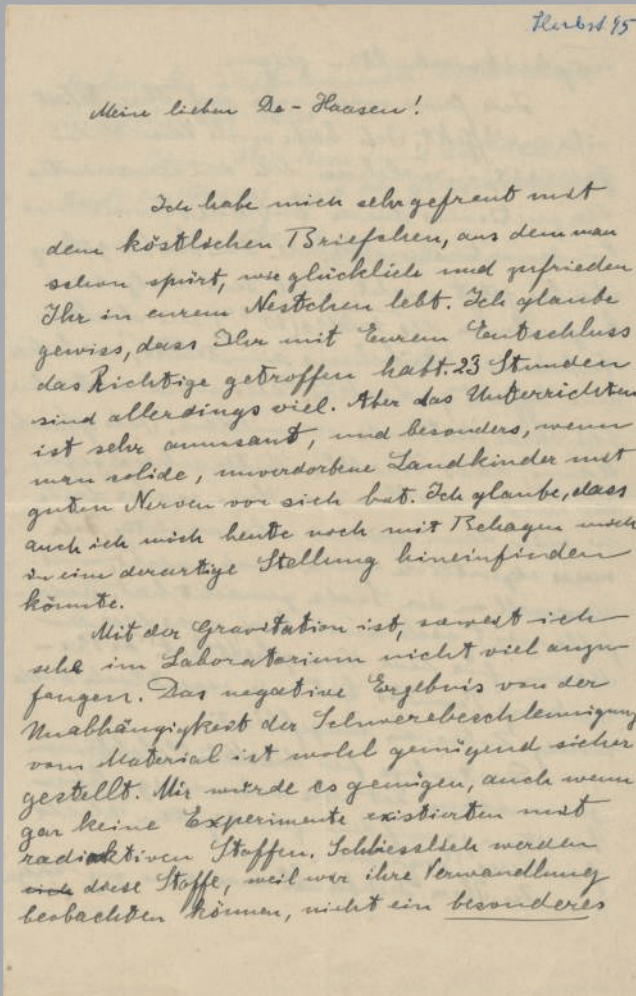 Herbst 95
Meine lieben De-Haasen!
Ich habe mich sehr gefreut mit
dem köstlichen Briefchen, aus dem man
schon spürt, wie glücklich und zufrieden
Ihr in eurem Nestchen lebt. Ich glaube
gewiss, dass Ihr mit Eurem Entschluss
das Richtige getroffen habt. 23 Stunden
sind allerdings viel. Aber das Unterrichten
ist sehr amusant, und besonders, wenn
man solide, unverdorbene Landkinder mit
guten Nerven vor sich hat. Ich glaube, dass
auch ich mich heute noch mit Behagen
in eine derartige Stellung hineinfinden
könnte.
Mit der Gravitation ist, soweit ich
sehe im Laboratorium nicht viel anzu-
fangen. Das negative Ergebnis von der
Unabhängigkeit der Schwerebeschleunigung
vom Material ist wohl genügend sicher
gestellt. Mir würde es genügen, auch wenn
gar keine Experimente existierten mit
radioaktiven Stoffen. Schliesslich werden
diese Stoffe, weil wir ihre Verwandlung
beobachten können, nicht ein besonderes